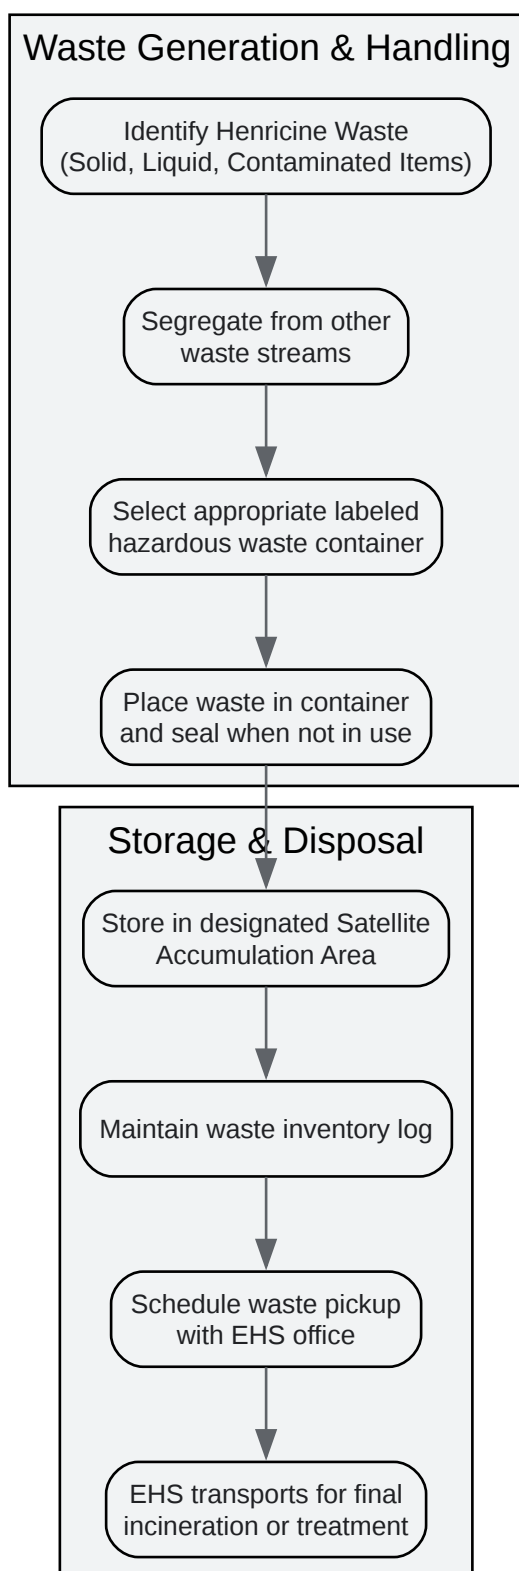 Waste Generation & Handling
Identify Henricine Waste
(Solid, Liquid, Contaminated Items)
Segregate from other
waste streams
Select appropriate labeled
hazardous waste container
Place waste in container
and seal when not in use
Storage & Disposal
Store in designated Satellite
Accumulation Area
Maintain waste inventory log
Schedule waste pickup
with EHS office
EHS transports for final
incineration or treatment